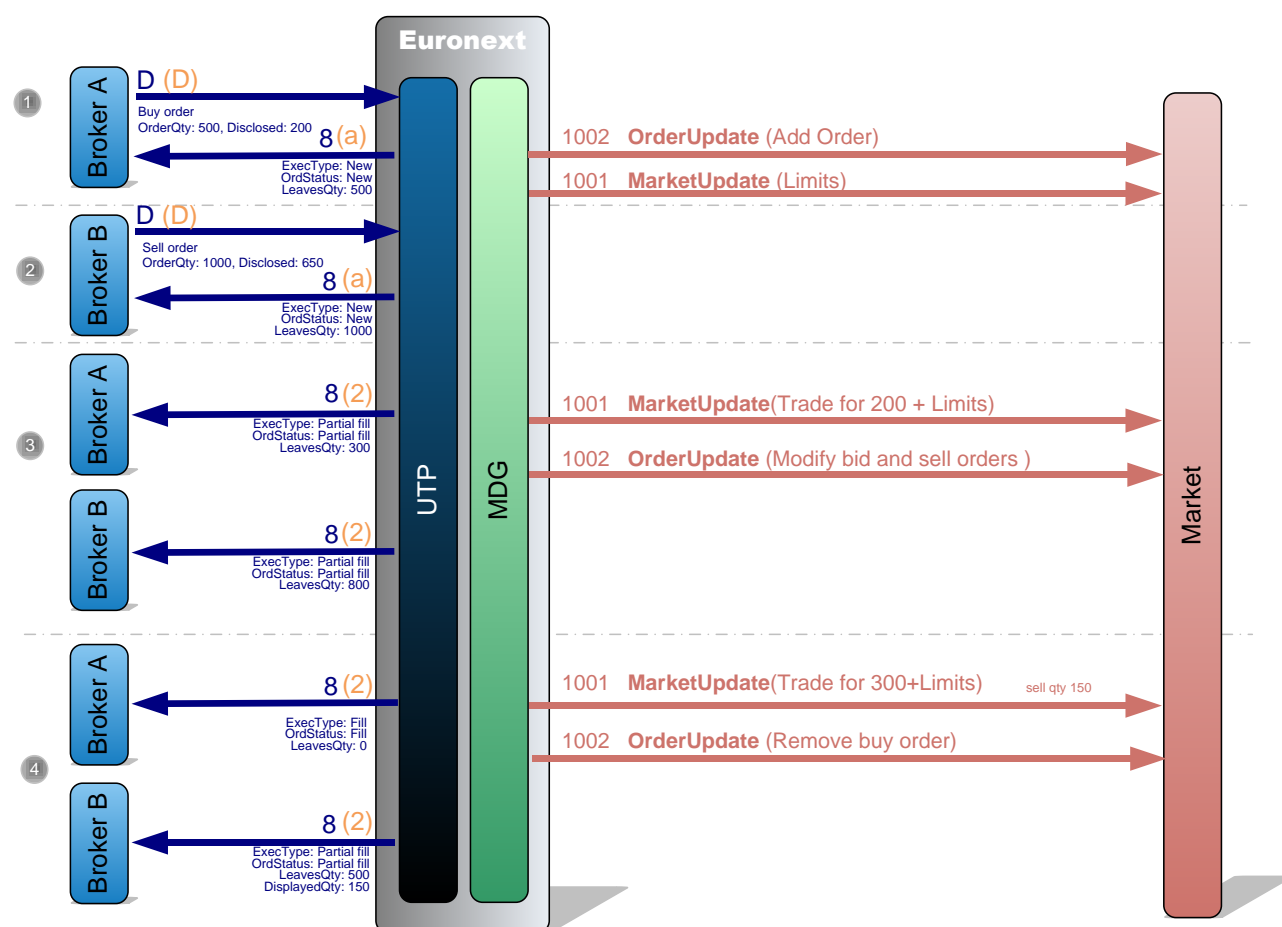 Euronext
1
Broker A
D (D)
Buy order
OrderQty: 500, Disclosed: 200
8 (a)
ExecType: New
OrdStatus: New
LeavesQty: 500
1002 OrderUpdate (Add Order)
1001 MarketUpdate (Limits)
2
Broker B
D (D)
Sell order
OrderQty: 1000, Disclosed: 650
8 (a)
ExecType: New
OrdStatus: New
LeavesQty: 1000
3
Broker A
8 (2)
ExecType: Partial fill
OrdStatus: Partial fill
LeavesQty: 300
1001 MarketUpdate(Trade for 200 + Limits)
1002 OrderUpdate (Modify bid and sell orders )
UTP
MDG
Market
Broker B
8 (2)
ExecType: Partial fill
OrdStatus: Partial fill
LeavesQty: 800
4
Broker A
8 (2)
ExecType: Fill
OrdStatus: Fill
LeavesQty: 0
1001 MarketUpdate(Trade for 300+Limits) sell qty 150
1002 OrderUpdate (Remove buy order)
Broker B
8 (2)
ExecType: Partial fill
OrdStatus: Partial fill
LeavesQty: 500
DisplayedQty: 150